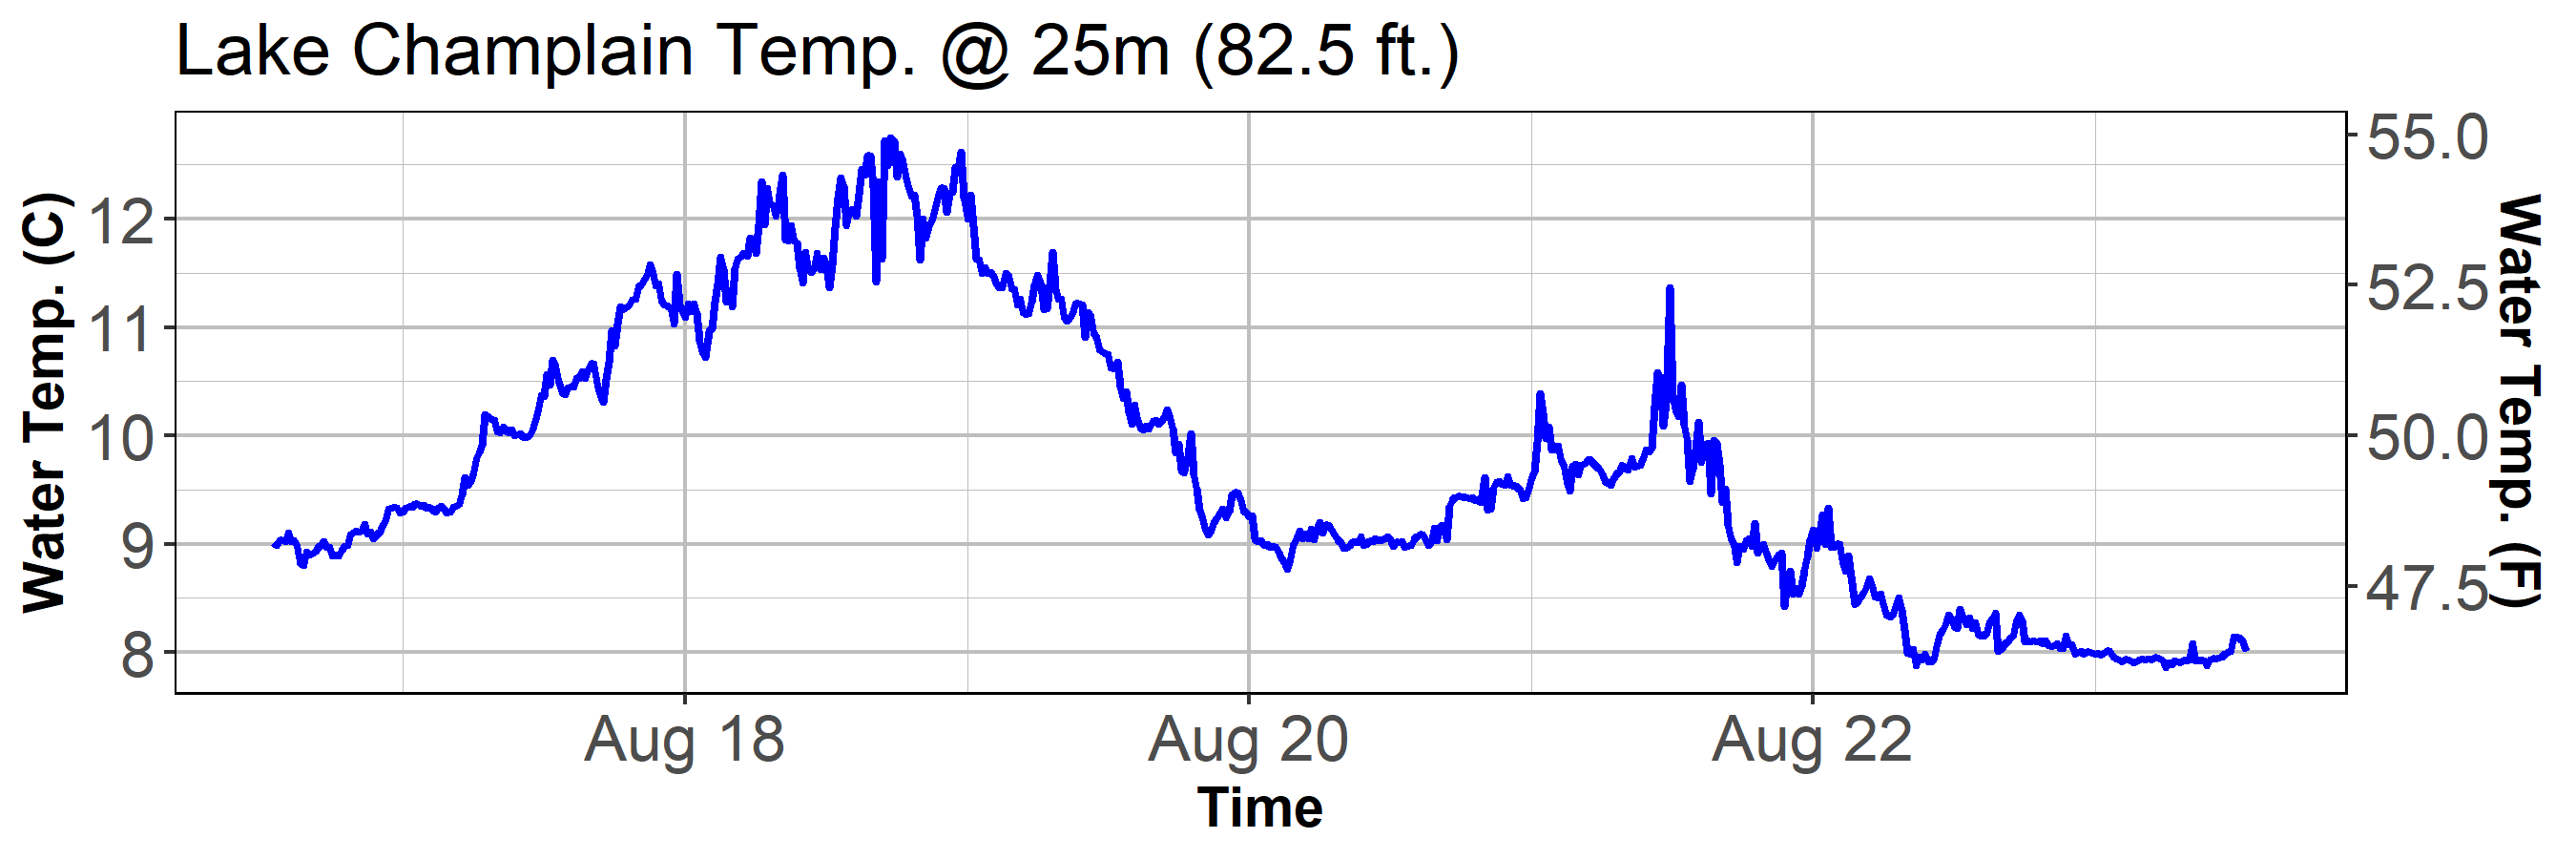 Lake Champlain Temp. @ 25m (82.5 ft.)
Water Temp. (C)
12
11
10
9
8
55.0
52.5
50.0
47.5
Water Temp. (F)
Aug 18
Aug 20
Aug 22
Time